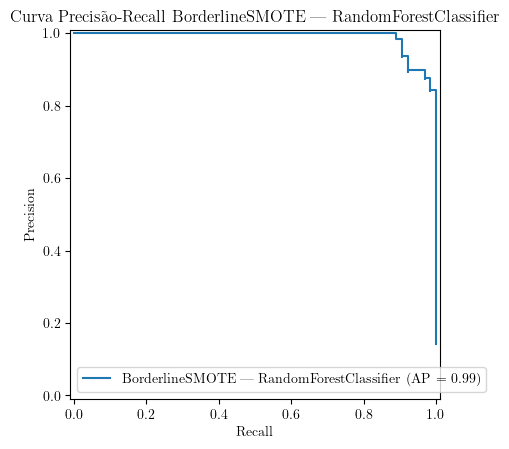 Curva Precisão-Recall BorderlineSMOTE — RandomForestClassifier
1.0
0.8
0.6
0.4
0.2
0.0
Precision
BorderlineSMOTE — RandomForestClassifier (AP = 0.99)
0.0 0.2 0.4 0.6 0.8 1.0
Recall